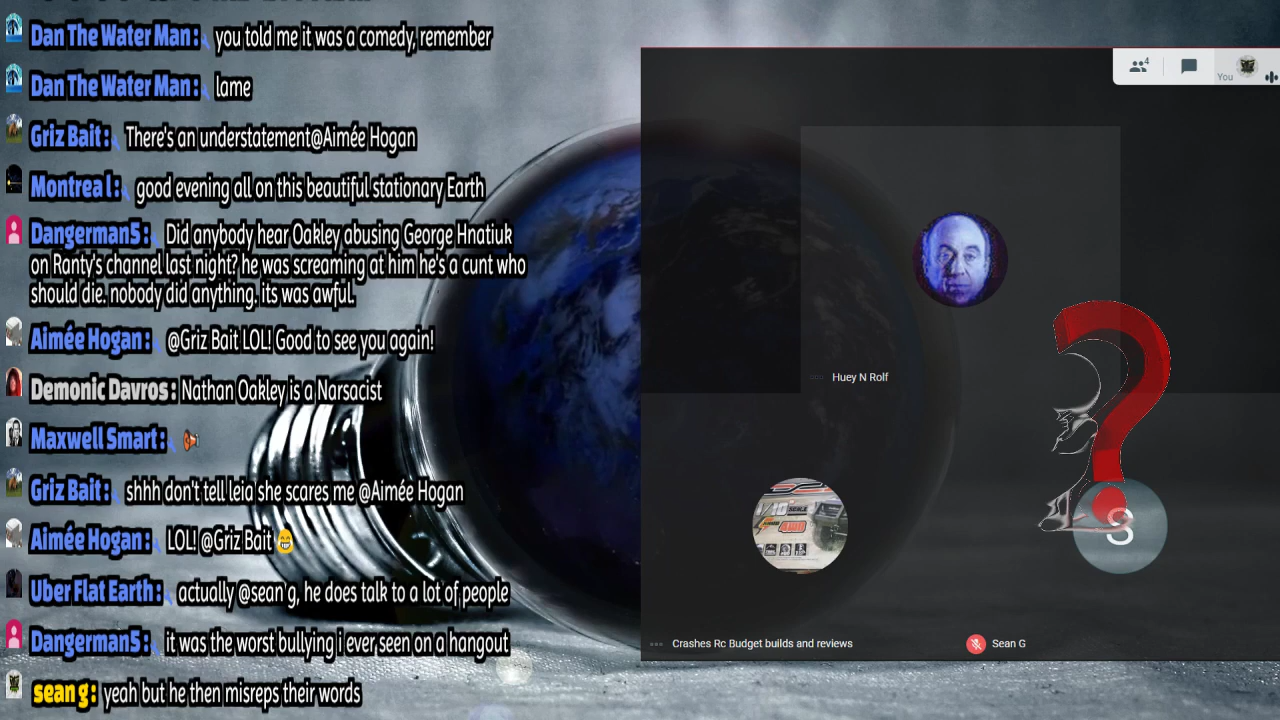 Dan The Water Man: you told me it was a comedy, remember
Dan The Water Man: lame
Griz Bait: There's an understatement@Aimée Hogan
Montreal: good evening all on this beautiful stationary Earth
DangermanS: Did anybody hear Oakley abusing George Hnatiuk
on Ranty's channel last night? he was screaming at him he's a cunt who
should die. nobody did anything. its was awful.
Aimée Hogan: @Griz Bait LOL! Good to see you again!
Demonic Davros: Nathan Oakley is a Narsacist
Maxwell Smart:
Griz Bait: shhh don't tell leia she scares me @Aimée Hogan
Aimée Hogan: LOL! @Griz Bait 😁
Uber Flat Earth: actually @sean g, he does talk to a lot of people
DangermanS: it was the worst bullying i ever seen on a hangout
sean g: yeah but he then misreps their words
4
You
Huey N Rolf
S
Crashes Rc Budget builds and reviews
Sean G